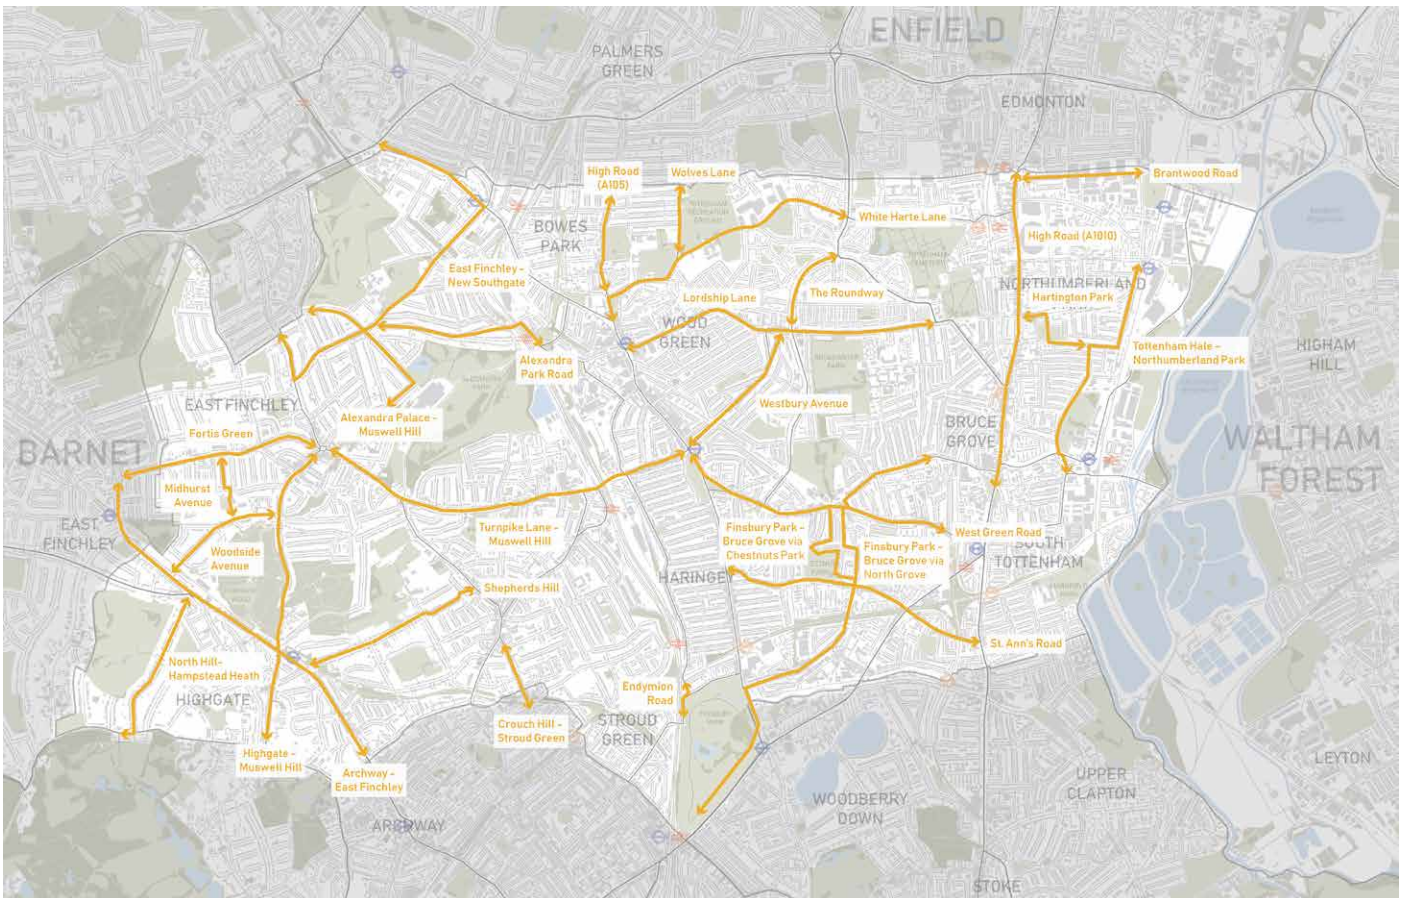 ENFIELD
PALMERS
GREEN
EDMONTON
High Road
(A105)
Wolves Lane
Brantwood Road
White Harte Lane
BOWES
PARK
High Road (A1010)
East Finchley -
New Southgate
NORTHUMBERLAND
Hartington Park
Lordship Lane
The Roundway
WOOD
GREEN
Tottenham Hale -
Northumberland Park
HIGHAM
HILL
Alexandra
Park Road
EAST FINCHLEY
Alexandra Palace -
Muswell Hill
Westbury Avenue
BRUCE
GROVE
Fortis Green
BARNET
WALTHAM
FOREST
Midhurst
Avenue
EAST
FINCHLEY
Turnpike Lane -
Muswell Hill
Finsbury Park -
Bruce Grove via
Chestnuts Park
West Green Road
Finsbury Park -
Bruce Grove via
North Grove
SOUTH
TOTTENHAM
Woodside
Avenue
HARINGEY
Shepherds Hill
St. Ann's Road
North Hill-
Hampstead Heath
HIGHGATE
Endymion
Road
Crouch Hill -
Stroud Green
STROUD
GREEN
Highgate -
Muswell Hill
Archway -
East Finchley
LEYTON
UPPER
CLAPTON
WOODBERRY
DOWN
ARCHWAY
STOKE